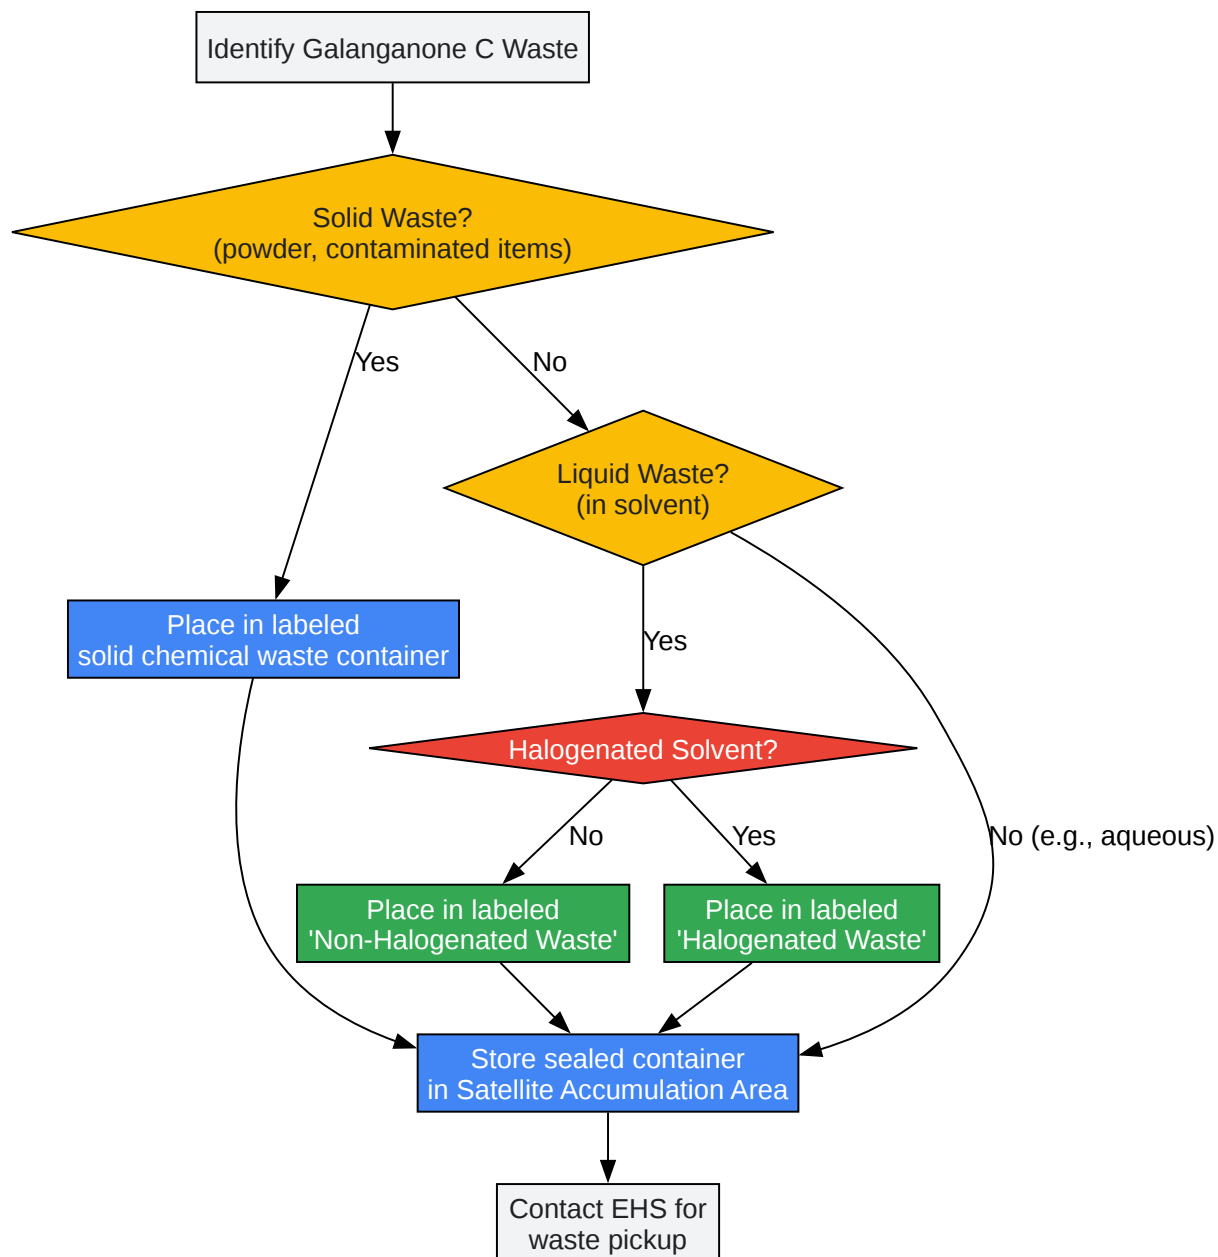 Identify Galanganone C Waste
Solid Waste?
(powder, contaminated items)
Yes
No
Liquid Waste?
(in solvent)
Place in labeled
solid chemical waste container
Yes
Halogenated Solvent?
No
Yes
No (e.g., aqueous)
Place in labeled
'Non-Halogenated Waste'
Place in labeled
'Halogenated Waste'
Store sealed container
in Satellite Accumulation Area
Contact EHS for
waste pickup